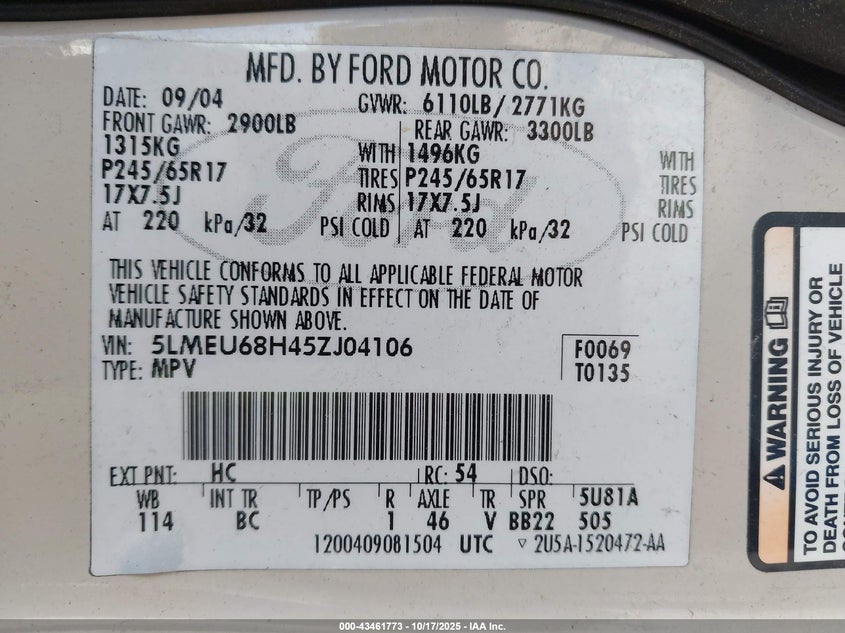 MFD. BY FORD MOTOR CO.
DATE: 09/04 GVWR: 6110LB/2771KG
FRONT GAWR: 2900LB REAR GAWR: 3300LB
1315KG WITH 1496KG WITH
P245/65R17 TIRES P245/65R17 TIRES
17X7.5J RIMS 17X7.5J RIMS
AT 220 kPa/32 PSI COLD AT 220 kPa/32 PSI COLD
Ford
THIS VEHICLE CONFORMS TO ALL APPLICABLE FEDERAL MOTOR
VEHICLE SAFETY STANDARDS IN EFFECT ON THE DATE OF
MANUFACTURE SHOWN ABOVE.
VIN: 5LMEU68H45ZJ04106 F0069
TYPE: MPV T0135
EXT PNT: HC RC: 54 DSO:
WB INT TR TP/PS R AXLE TR SPR 5U81A
114 BC 1 46 V BB22 505
1200409081504 UTC ▿ 2U5A-1520472-AA
⚠ WARNING
TO AVOID SERIOUS INJURY OR
DEATH FROM LOSS OF VEHICLE
000-43461773 - 10/17/2025 - IAA Inc.